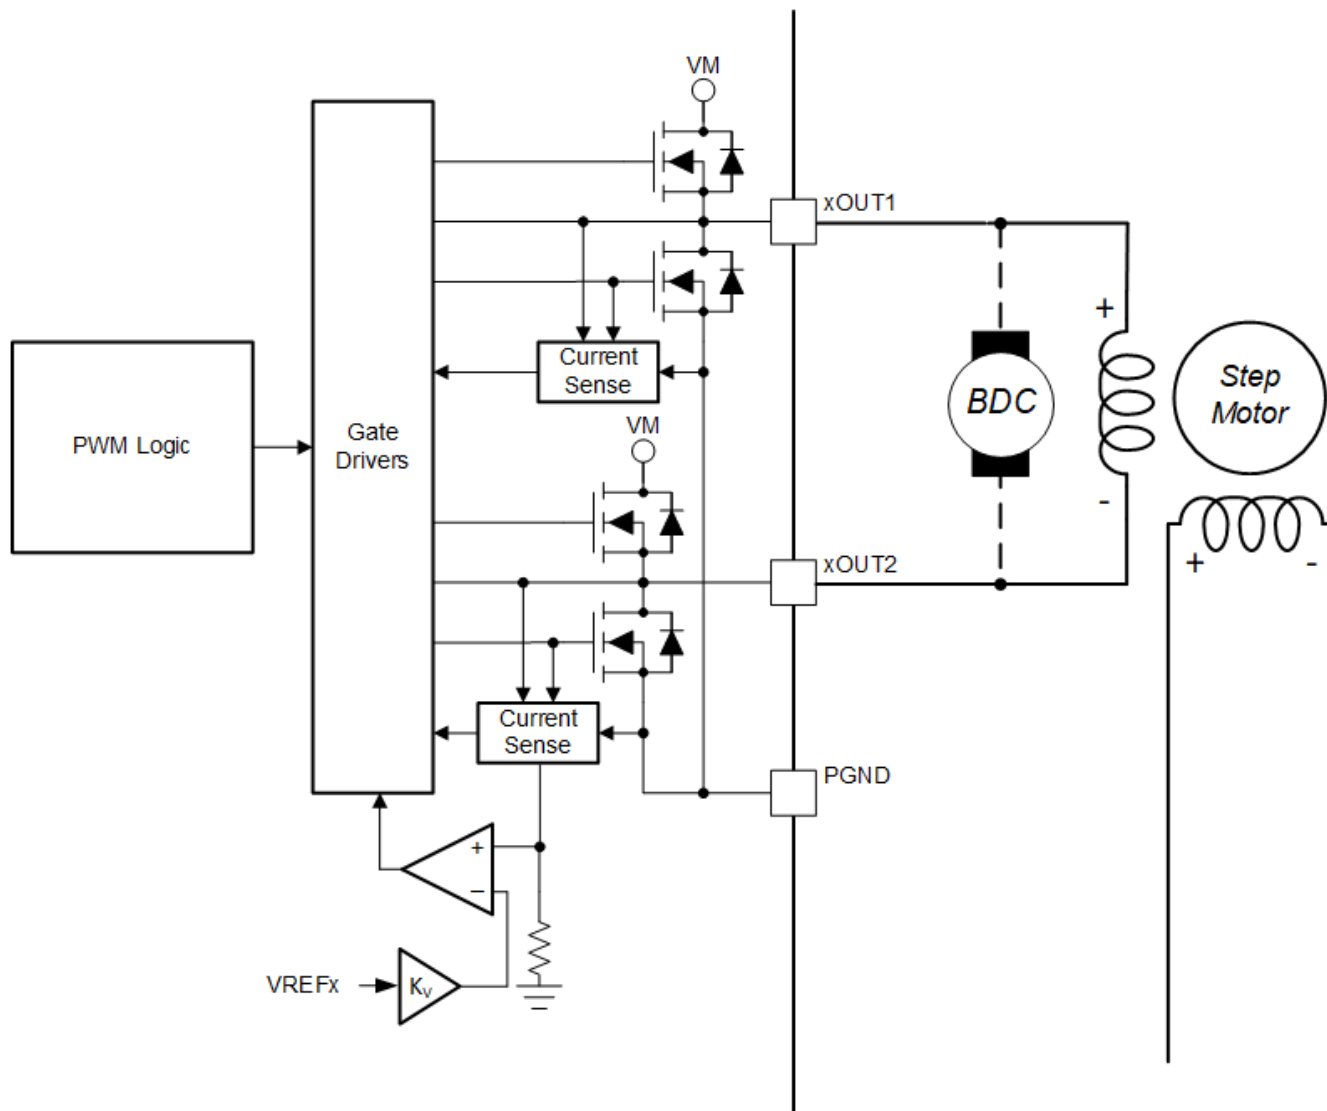 VM
xOUT1
Current
Sense
+
BDC
Step
Motor
-
PWM Logic
Gate
Drivers
VM
xOUT2
+
-
Current
Sense
PGND
+
−
VREFx
Kv